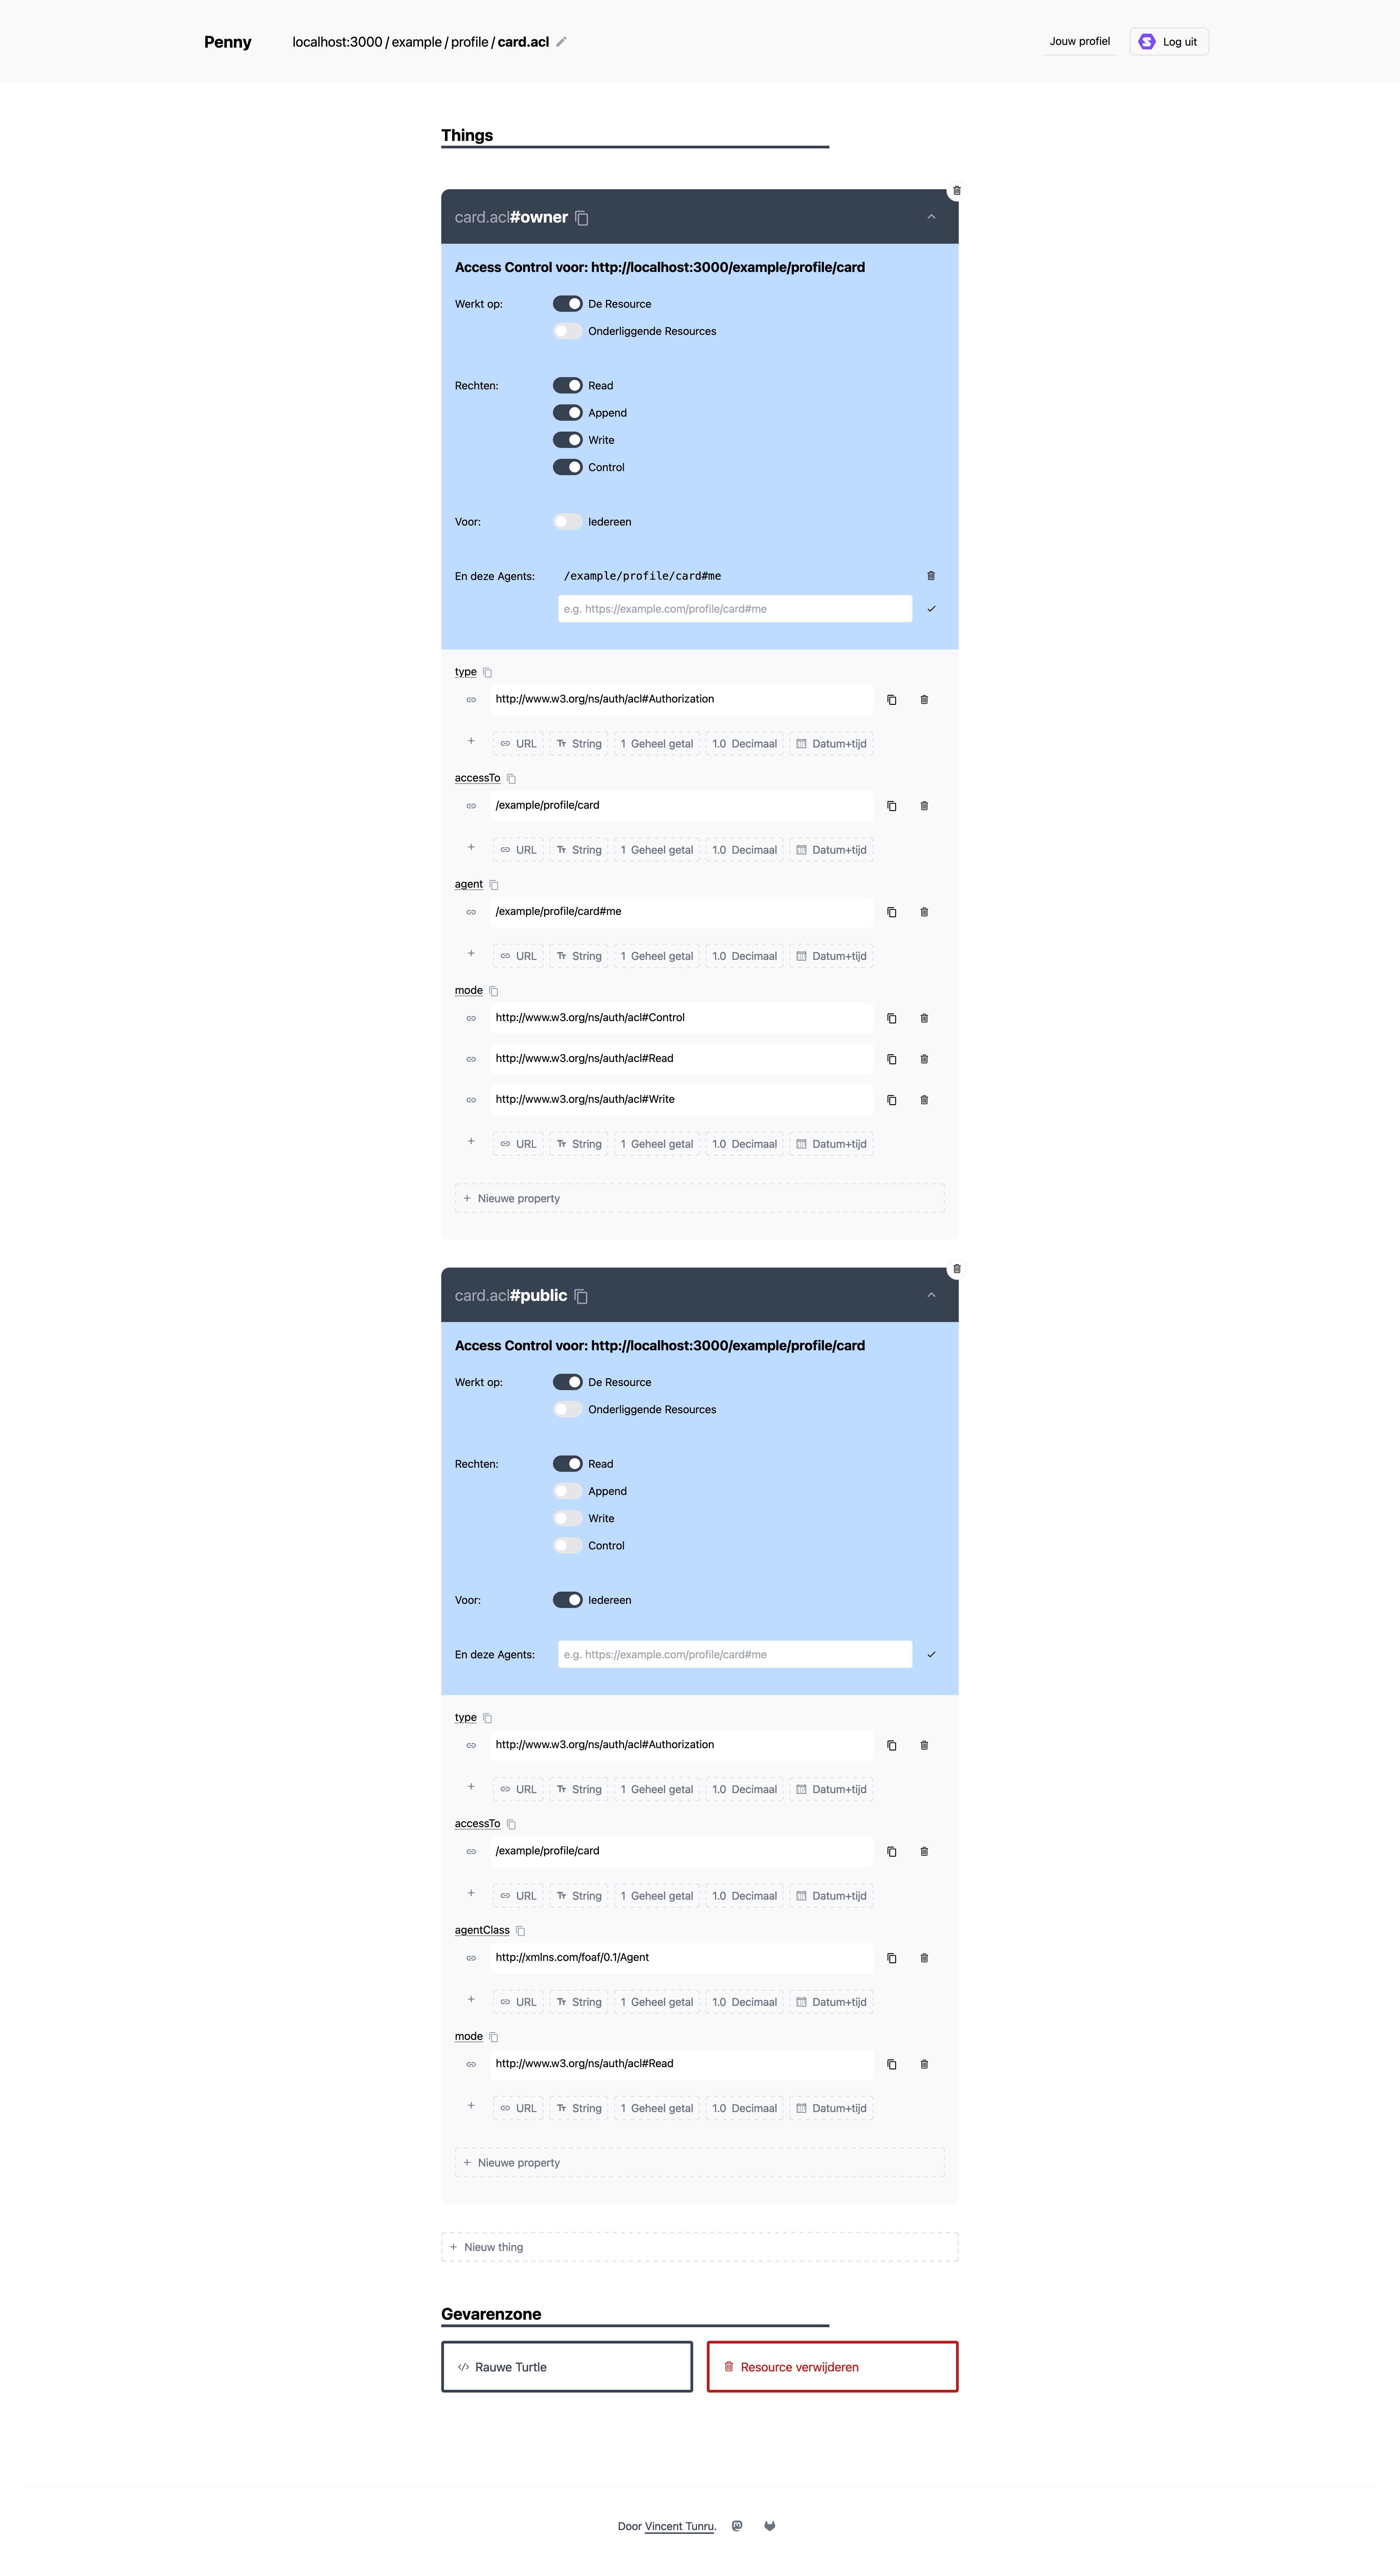 Penny
localhost:3000 / example / profile / card.acl
Jouw profiel
Log uit
Things
card.acl#owner
Access Control voor: http://localhost:3000/example/profile/card
Werkt op:
De Resource
Onderliggende Resources
Rechten:
Read
Append
Write
Control
Voor:
Iedereen
En deze Agents:
/example/profile/card#me
e.g. https://example.com/profile/card#me
type
http://www.w3.org/ns/auth/acl#Authorization
URL String 1 Geheel getal 1.0 Decimaal Datum+tijd
accessTo
/example/profile/card
URL String 1 Geheel getal 1.0 Decimaal Datum+tijd
agent
/example/profile/card#me
URL String 1 Geheel getal 1.0 Decimaal Datum+tijd
mode
http://www.w3.org/ns/auth/acl#Control
http://www.w3.org/ns/auth/acl#Read
http://www.w3.org/ns/auth/acl#Write
URL String 1 Geheel getal 1.0 Decimaal Datum+tijd
+ Nieuwe property
card.acl#public
Access Control voor: http://localhost:3000/example/profile/card
Werkt op:
De Resource
Onderliggende Resources
Rechten:
Read
Append
Write
Control
Voor:
Iedereen
En deze Agents:
e.g. https://example.com/profile/card#me
type
http://www.w3.org/ns/auth/acl#Authorization
URL String 1 Geheel getal 1.0 Decimaal Datum+tijd
accessTo
/example/profile/card
URL String 1 Geheel getal 1.0 Decimaal Datum+tijd
agentClass
http://xmlns.com/foaf/0.1/Agent
URL String 1 Geheel getal 1.0 Decimaal Datum+tijd
mode
http://www.w3.org/ns/auth/acl#Read
URL String 1 Geheel getal 1.0 Decimaal Datum+tijd
+ Nieuwe property
+ Nieuw thing
Gevarenzone
Rauwe Turtle
Resource verwijderen
Door Vincent Tunru.